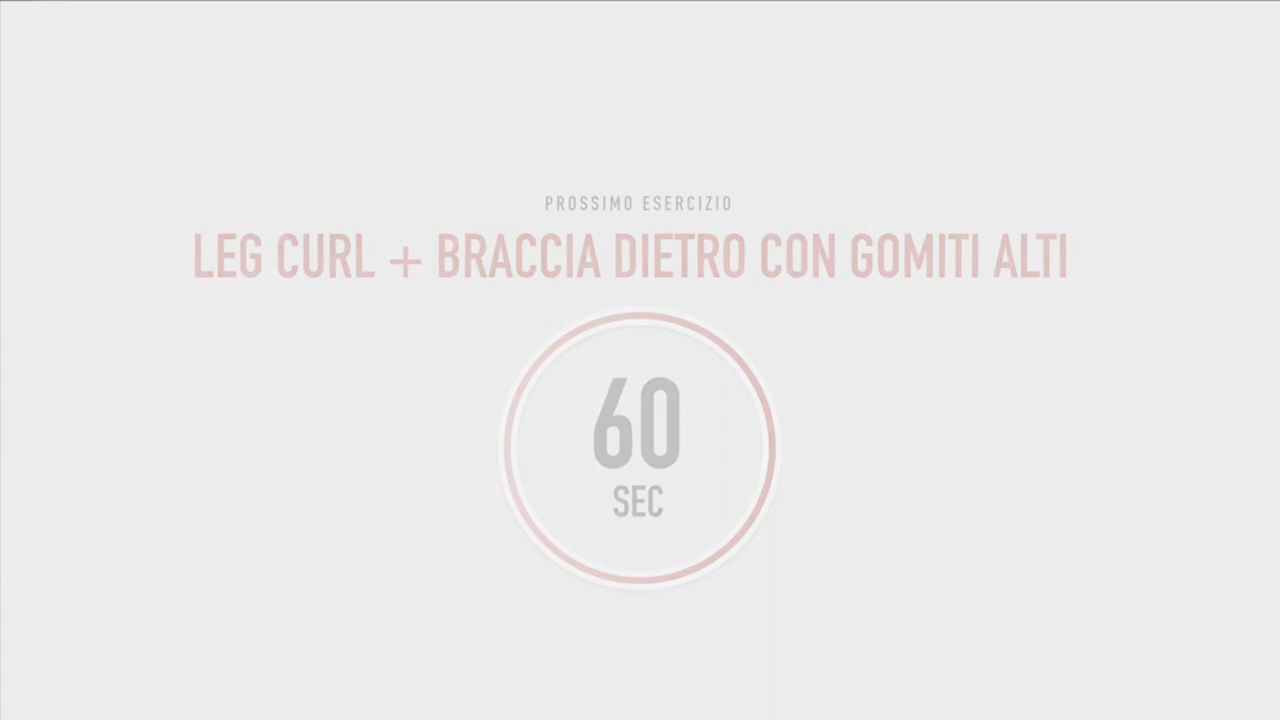 PROSSIMO ESERCIZIO
LEG CURL + BRACCIA DIETRO CON GOMITI ALTI
60
SEC